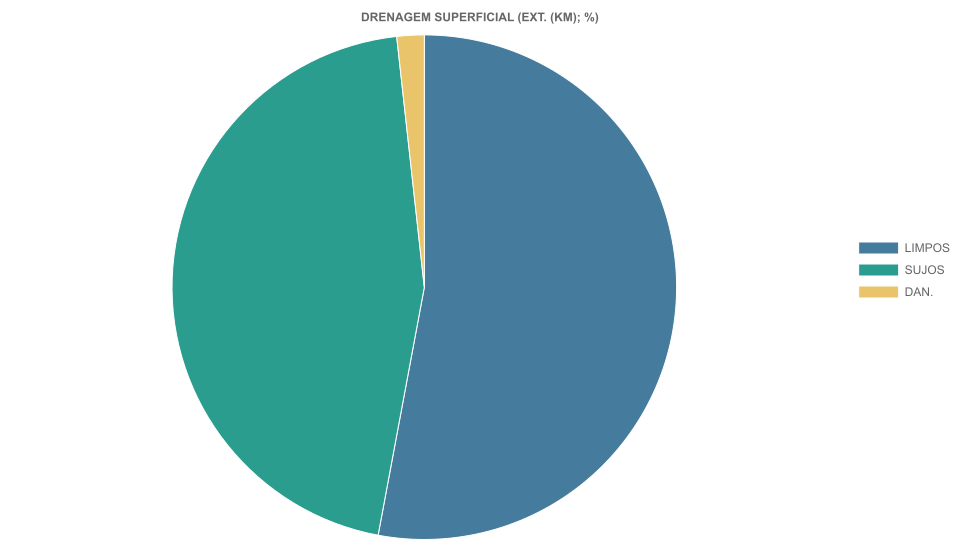 DRENAGEM SUPERFICIAL (EXT. (KM); %)
LIMPOS
SUJOS
DAN.